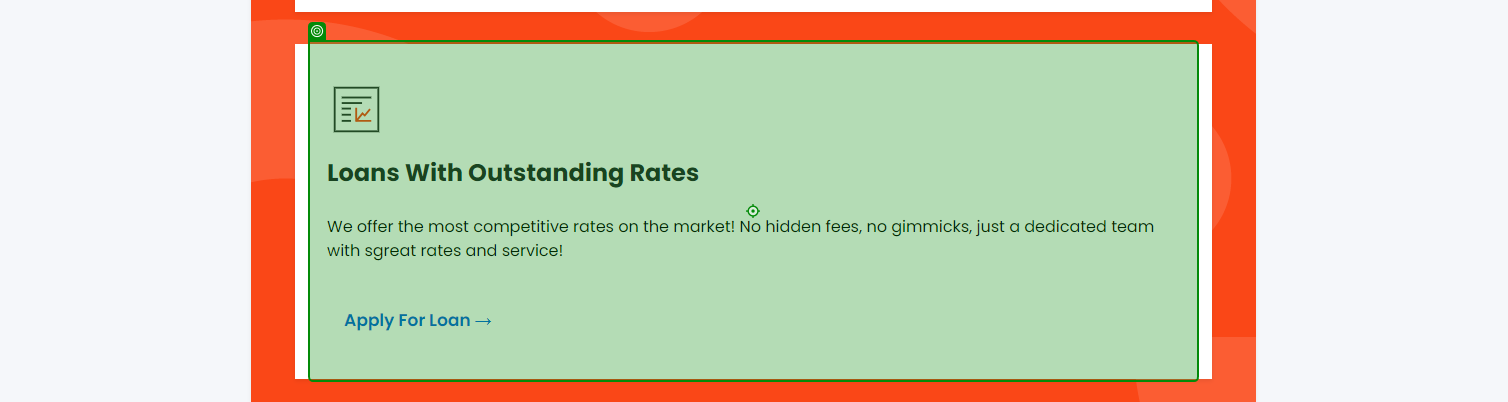 Loans With Outstanding Rates
We offer the most competitive rates on the market! No hidden fees, no gimmicks, just a dedicated team
with sgreat rates and service!
Apply For Loan →